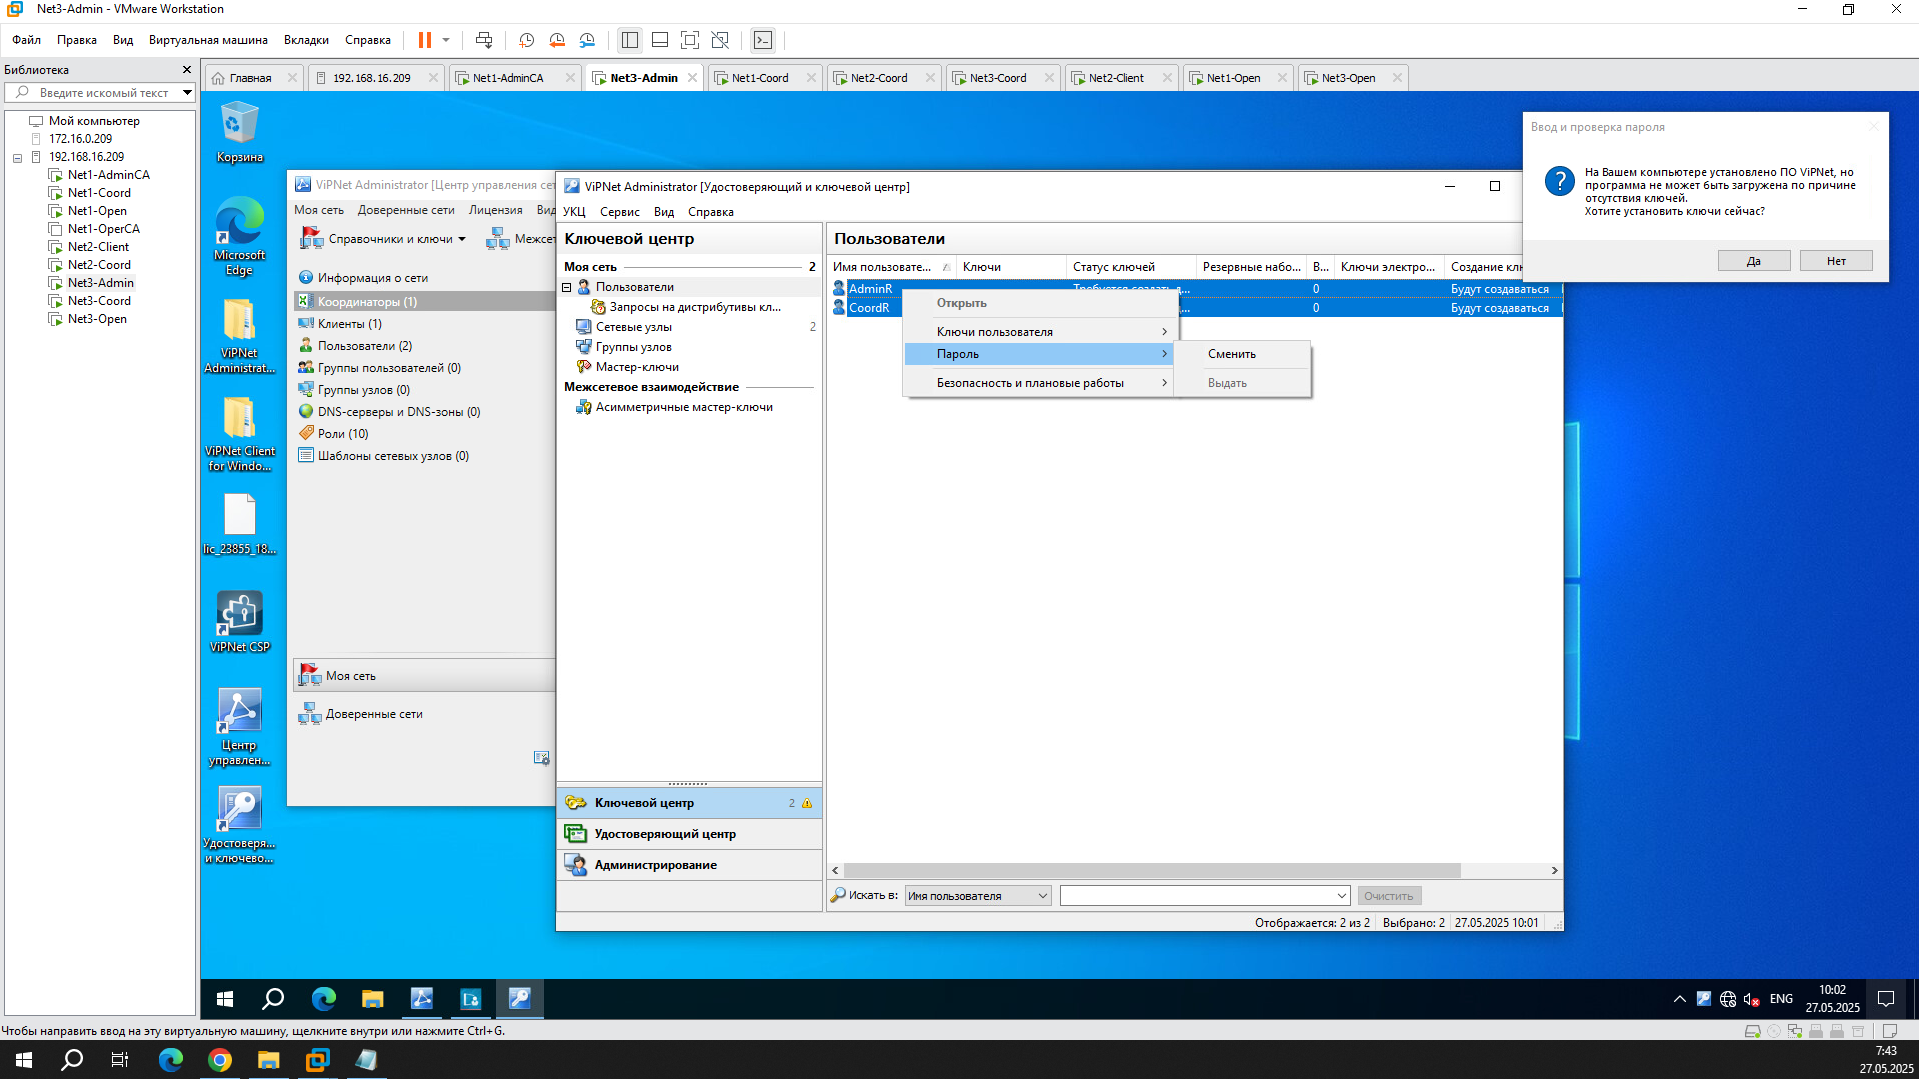 Net3-Admin - VMware Workstation
Файл Правка Вид Виртуальная машина Вкладки Справка
Библиотека
Введите искомый текст
Мой компьютер
172.16.0.209
192.168.16.209
Net1-AdminCA
Net1-Coord
Net1-Open
Net1-OperCA
Net2-Client
Net2-Coord
Net3-Admin
Net3-Coord
Net3-Open
Главная 192.168.16.209 Net1-AdminCA Net3-Admin Net1-Coord Net2-Coord Net3-Coord Net2-Client Net1-Open Net3-Open
Корзина
Microsoft
Edge
ViPNet
Administrat...
ViPNet Client
for Windo...
lic_23855_18...
ViPNet CSP
Центр
управлен...
Удостоверя...
и ключево...
ViPNet Administrator [Центр управления сет
Моя сеть Доверенные сети Лицензия Вид
Справочники и ключи Межсет
Информация о сети
Координаторы (1)
Клиенты (1)
Пользователи (2)
Группы пользователей (0)
Группы узлов (0)
DNS-серверы и DNS-зоны (0)
Роли (10)
Шаблоны сетевых узлов (0)
Моя сеть
Доверенные сети
ViPNet Administrator [Удостоверяющий и ключевой центр]
УКЦ Сервис Вид Справка
Ключевой центр
Моя сеть 2
Пользователи
Запросы на дистрибутивы кл...
Сетевые узлы 2
Группы узлов
Мастер-ключи
Межсетевое взаимодействие
Асимметричные мастер-ключи
Ключевой центр 2
Удостоверяющий центр
Администрирование
Пользователи
Имя пользовате... Ключи Статус ключей Резервные набо... В... Ключи электро... Создание клю
AdminR Требуется создать д... 0 Будут создаваться
CoordR д... 0 Будут создаваться
Открыть
Ключи пользователя
Пароль
Безопасность и плановые работы
Сменить
Выдать
Искать в: Имя пользователя Очистить
Отображается: 2 из 2 Выбрано: 2 27.05.2025 10:01
Ввод и проверка пароля
На Вашем компьютере установлено ПО ViPNet, но
программа не может быть загружена по причине
отсутствия ключей.
Хотите установить ключи сейчас?
Да Нет
ENG 10:02
27.05.2025
Чтобы направить ввод на эту виртуальную машину, щелкните внутри или нажмите Ctrl+G.
7:43
27.05.2025